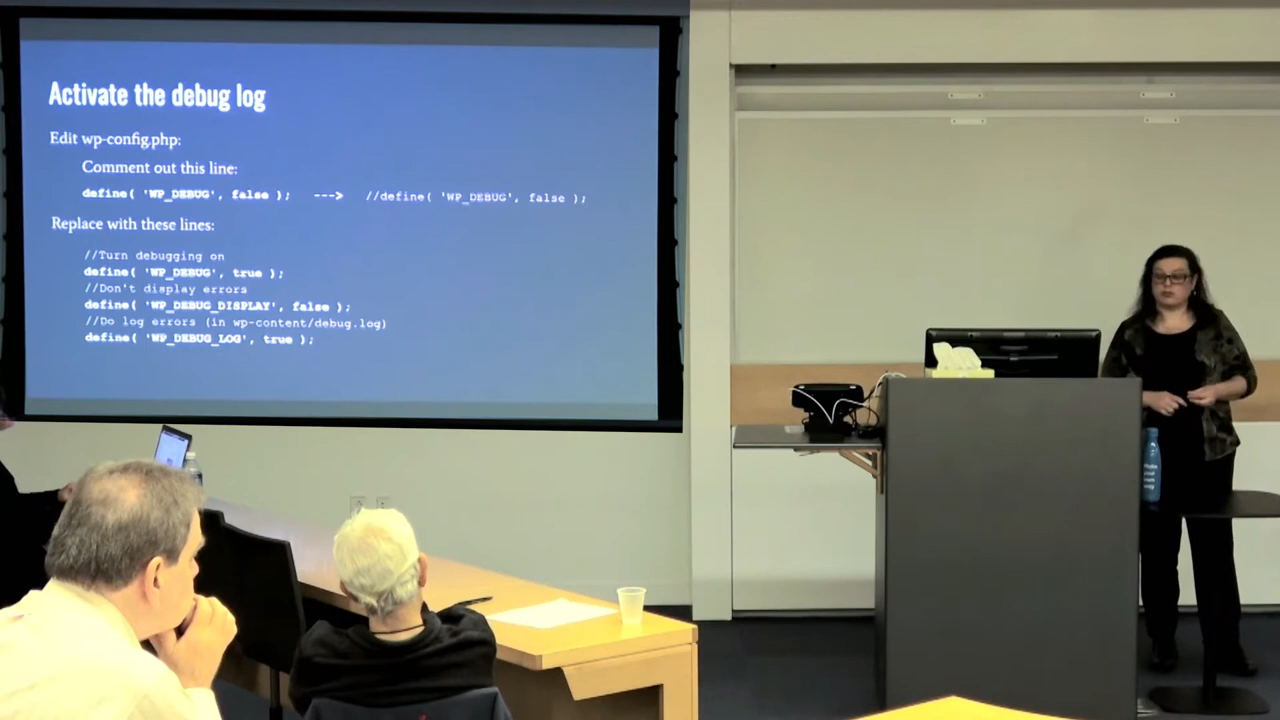 Activate the debug log
Edit wp-config.php:
Comment out this line:
define( 'WP_DEBUG', false ); ---> //define( 'WP_DEBUG', false );
Replace with these lines:
//Turn debugging on
define( 'WP_DEBUG', true );
//Don't display errors
define( 'WP_DEBUG_DISPLAY', false );
//Do log errors (in wp-content/debug.log)
define( 'WP_DEBUG_LOG', true );